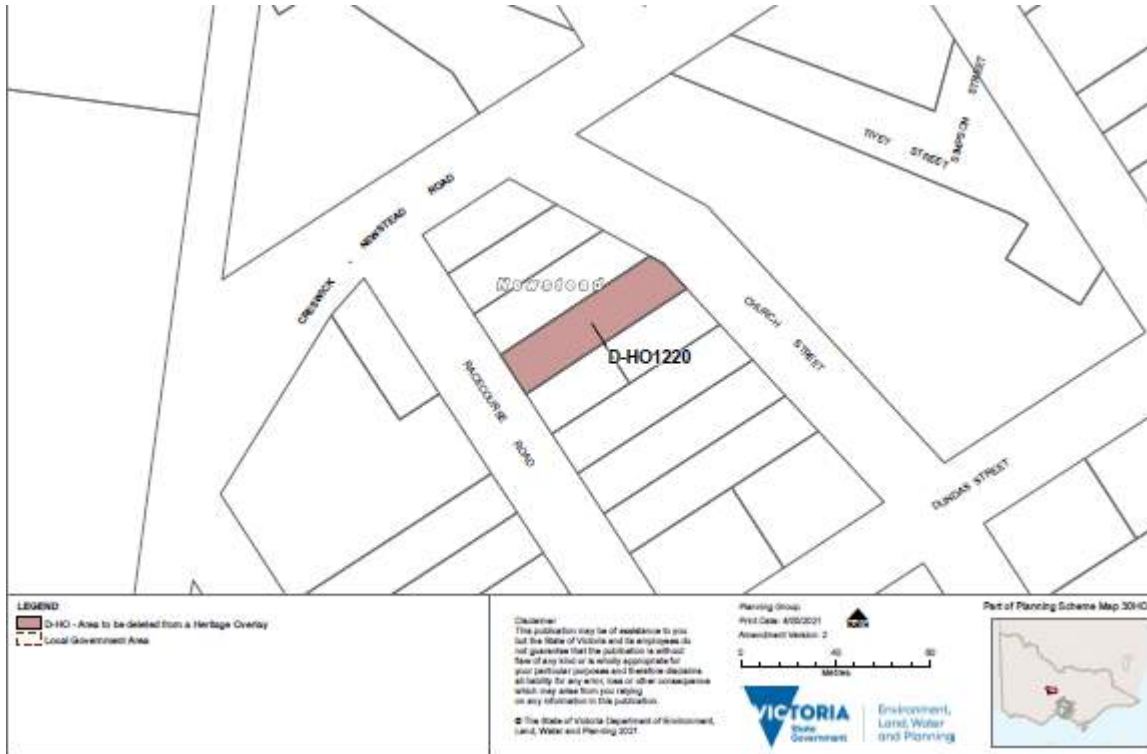 TIVEY STREET
SIMPSON STREET
CRESWICK - NEWSTEAD ROAD
Newstead
CHURCH STREET
D-HO1220
RACECOURSE ROAD
DUNDAS STREET
LEGEND
D-HO - Area to be deleted from a Heritage Overlay
Local Government Area
Disclaimer
This publication may be of assistance to you
but the State of Victoria and its employees do
not guarantee that the publication is without
flaw of any kind or is wholly appropriate for
your particular purposes and therefore disclaims
all liability for any error, loss or other consequence
which may arise from you relying
on any information in this publication.
© The State of Victoria Department of Environment,
Land, Water and Planning 2021
Planning Group
Print Date:
Amendment Version: 2
0
Metres
VICTORIA
State
Government
Environment,
Land, Water
and Planning
Part of Planning Scheme Map 30HO